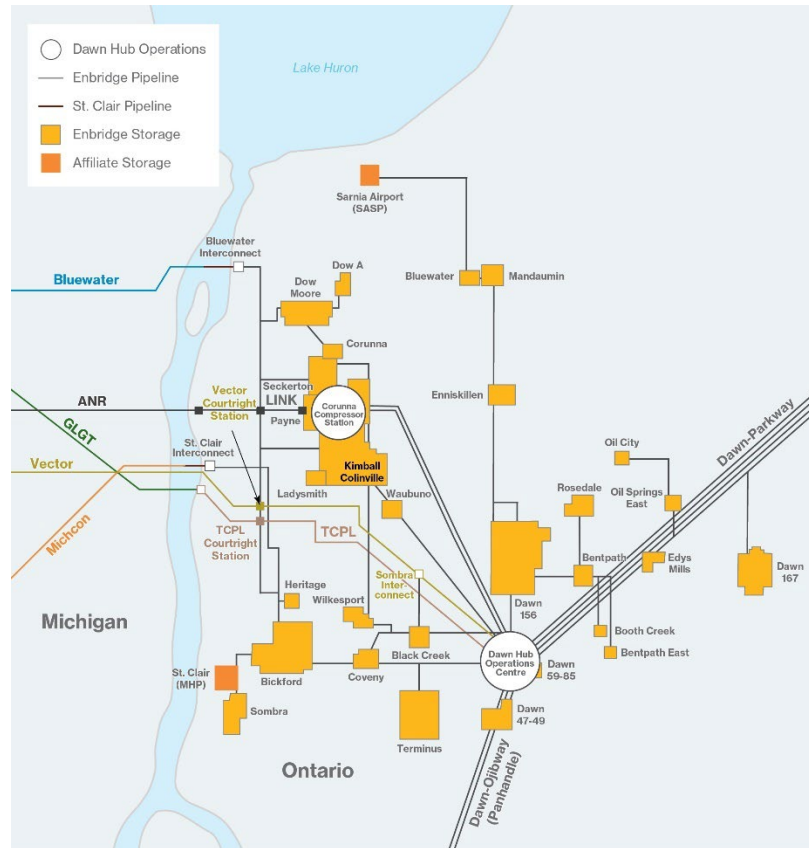 Dawn Hub Operations
Enbridge Pipeline
St. Clair Pipeline
Enbridge Storage
Affiliate Storage
Lake Huron
Sarnia Airport
(SASP)
Bluewater
Interconnect
Bluewater
Dow A
Dow
Moore
Bluewater
Mandaumin
Corunna
Vector
Courtright
Station
Seckerton
LINK
ANR
Payne
Corunna
Compressor
Station
Enniskillen
GLGT
St. Clair
Interconnect
Vector
Kimball
Colinville
Ladysmith
Waubuno
Oil City
Dawn-Parkway
Rosedale
Oil Springs
East
Michcon
TCPL
Courtright
Station
TCPL
Sombra
Inter
connect
Bentpath
Edys
Mills
Dawn
167
Michigan
Heritage
Wilkesport
Dawn
156
Booth Creek
Bentpath East
St. Clair
(MHP)
Bickford
Coveny
Black Creek
Dawn Hub
Operations
Centre
Dawn
59-85
Sombra
Terminus
Dawn
47-49
Ontario
Dawn-Ojibway
(Panhandle)